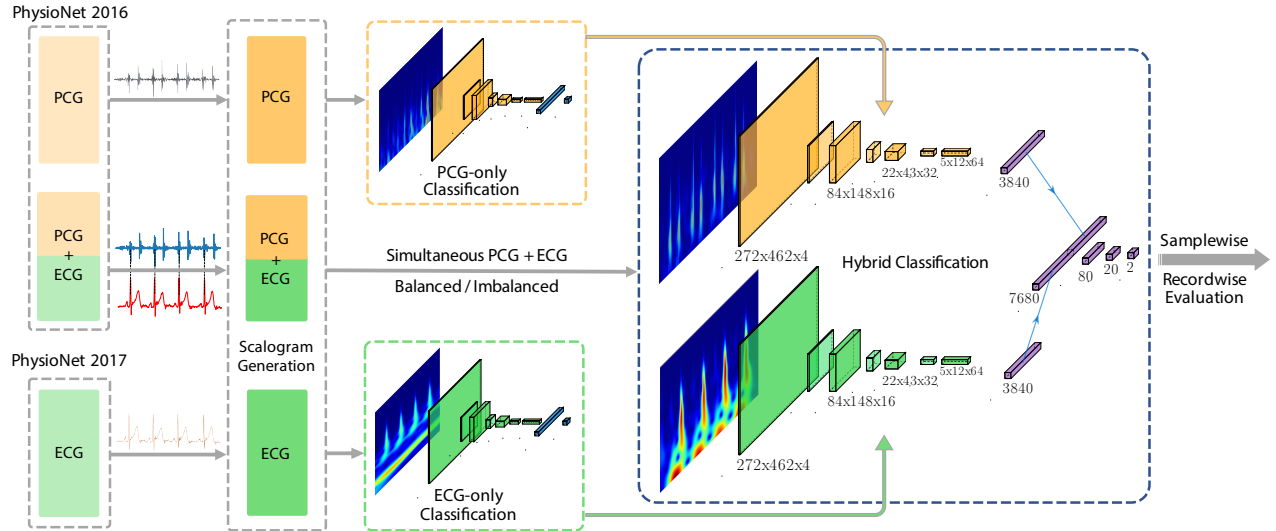 PhysioNet 2016
PCG
PCG
PCG-only
Classification
PCG
+
ECG
PCG
+
ECG
Simultaneous PCG + ECG
Balanced / Imbalanced
PhysioNet 2017
Scalogram
Generation
ECG
ECG
ECG-only
Classification
272x462x4
84x148x16
22x43x32
5x12x64
3840
Hybrid Classification
7680
80
20
2
272x462x4
84x148x16
22x43x32
5x12x64
3840
Samplewise
Recordwise
Evaluation